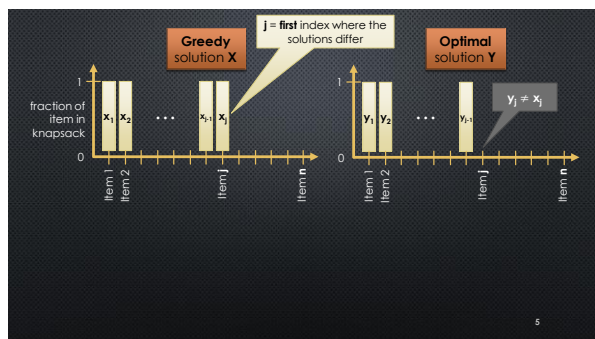 j = first index where the
solutions differ
Greedy
solution X
Optimal
solution Y
1
fraction of
item in
knapsack
0
x1
x2
...
xj-1
xj
Item 1
Item 2
Item j
Item n
1
0
y1
y2
...
yj-1
yj ≠ xj
Item 1
Item 2
Item j
Item n
5